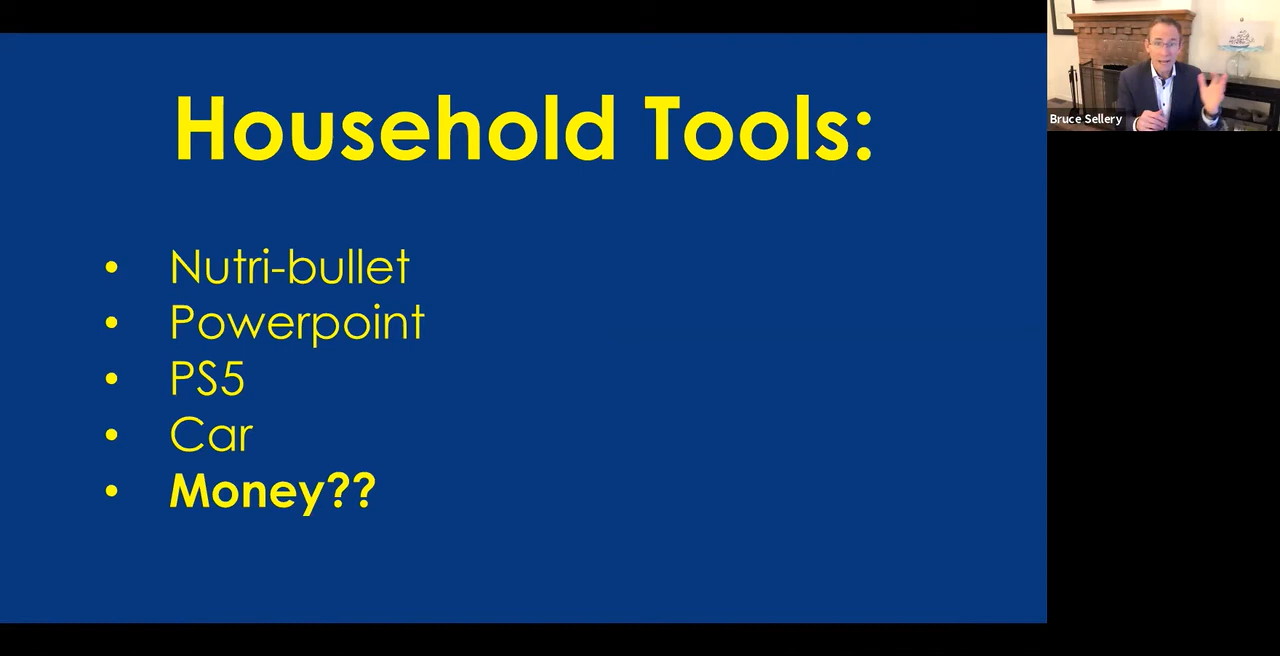 Household Tools:
• Nutri-bullet
• Powerpoint
• PS5
• Car
• Money??
Bruce Sellery